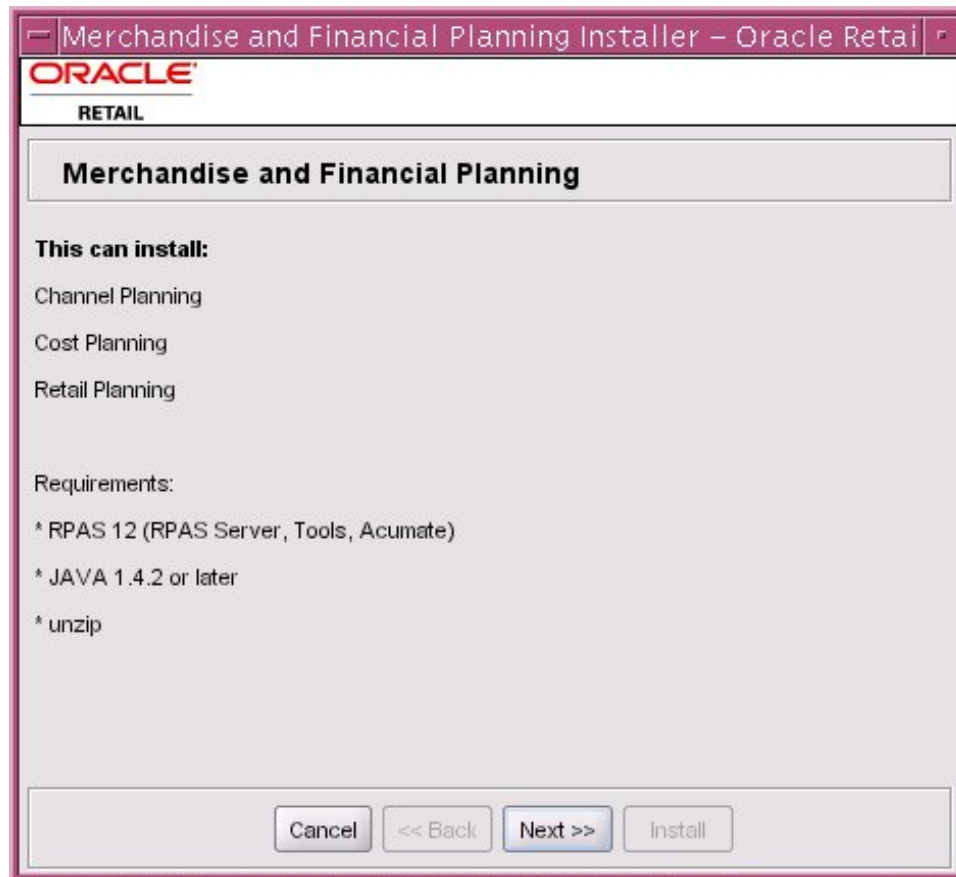 Merchandise and Financial Planning Installer – Oracle Retai
ORACLE
RETAIL
Merchandise and Financial Planning
This can install:
Channel Planning
Cost Planning
Retail Planning
Requirements:
* RPAS 12 (RPAS Server, Tools, Acumate)
* JAVA 1.4.2 or later
* unzip
Cancel << Back Next >> Install